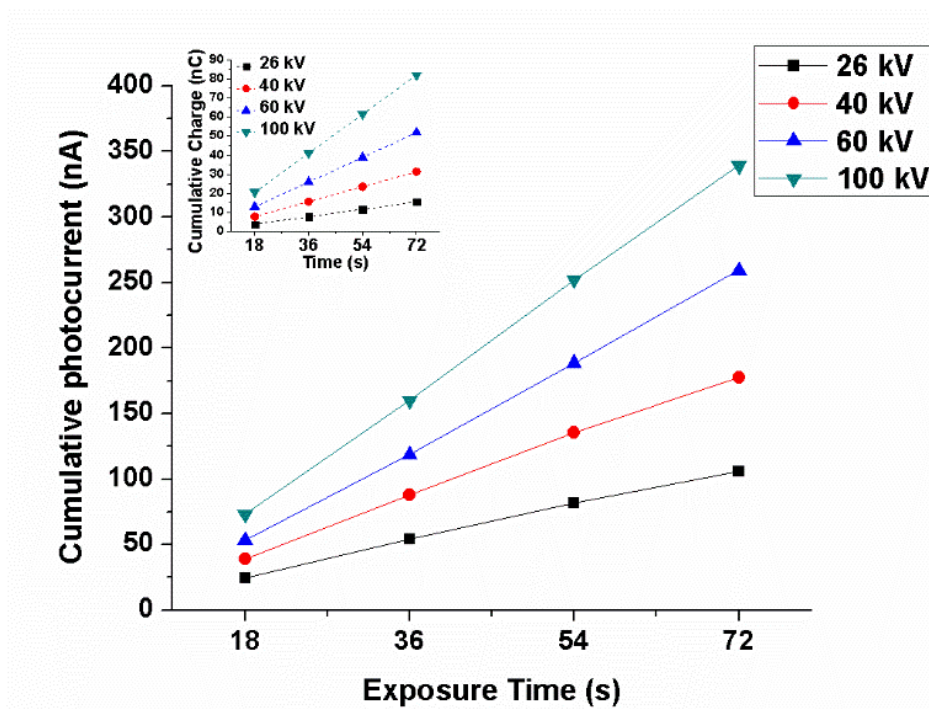 Cumulative photocurrent (nA)
400
350
300
250
200
150
100
50
0
18 36 54 72
Exposure Time (s)
26 kV
40 kV
60 kV
100 kV
Cumulative Charge (nC)
90
80
70
60
50
40
30
20
10
0
18 36 54 72
Time (s)
26 kV
40 kV
60 kV
100 kV